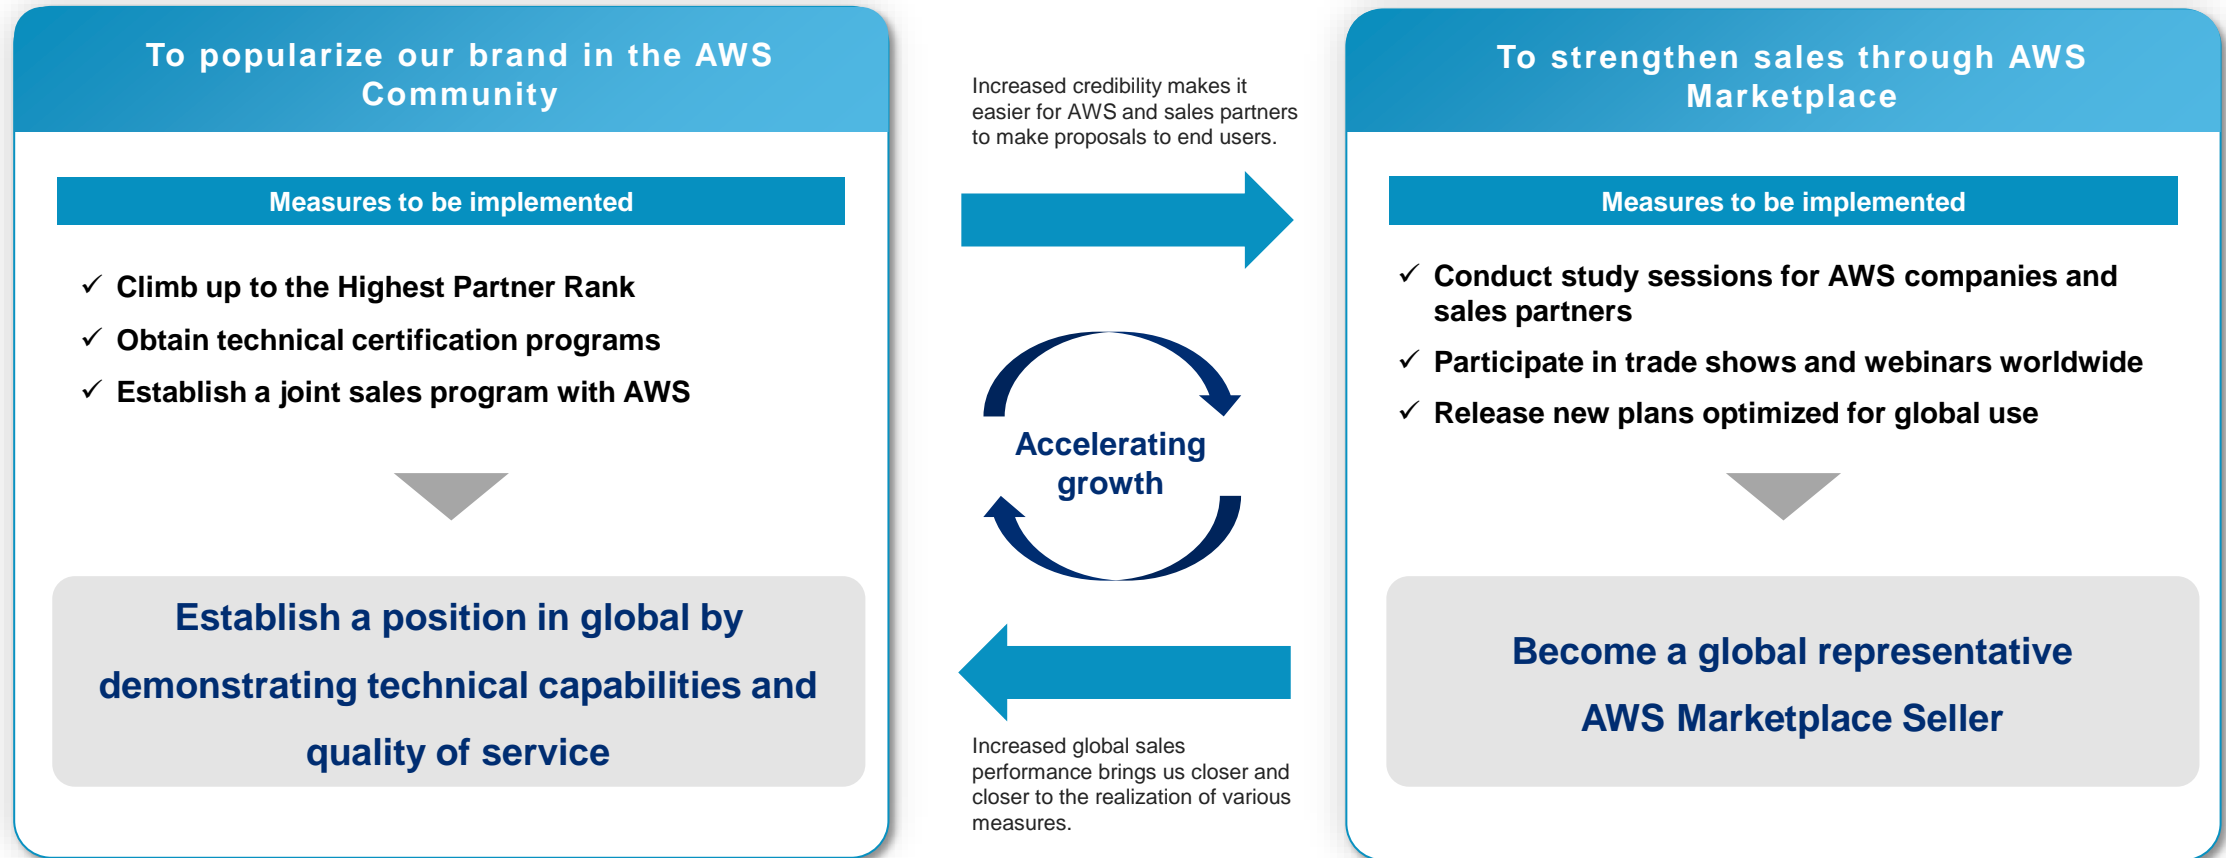 To popularize our brand in the AWS
Community
Measures to be implemented
✓ Climb up to the Highest Partner Rank
✓ Obtain technical certification programs
✓ Establish a joint sales program with AWS
Establish a position in global by
demonstrating technical capabilities and
quality of service
Increased credibility makes it
easier for AWS and sales partners
to make proposals to end users.
Accelerating
growth
Increased global sales
performance brings us closer and
closer to the realization of various
measures.
To strengthen sales through AWS
Marketplace
Measures to be implemented
✓ Conduct study sessions for AWS companies and
sales partners
✓ Participate in trade shows and webinars worldwide
✓ Release new plans optimized for global use
Become a global representative
AWS Marketplace Seller